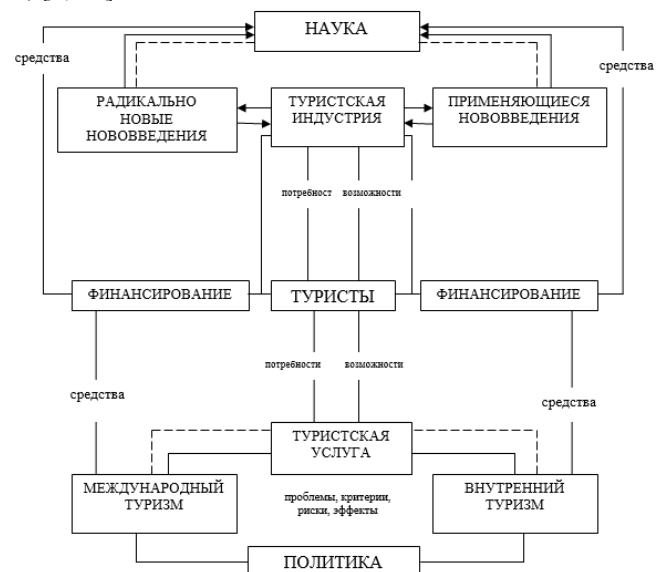 НАУКА
средства
средства
РАДИКАЛЬНО
НОВЫЕ
НОВОВВЕДЕНИЯ
ТУРИСТСКАЯ
ИНДУСТРИЯ
ПРИМЕНЯЮЩИЕСЯ
НОВОВВЕДЕНИЯ
потребност
возможности
ФИНАНСИРОВАНИЕ
ТУРИСТЫ
ФИНАНСИРОВАНИЕ
потребности
возможности
средства
средства
ТУРИСТСКАЯ
УСЛУГА
МЕЖДУНАРОДНЫЙ
ТУРИЗМ
проблемы, критерии,
риски, эффекты
ВНУТРЕННИЙ
ТУРИЗМ
ПОЛИТИКА